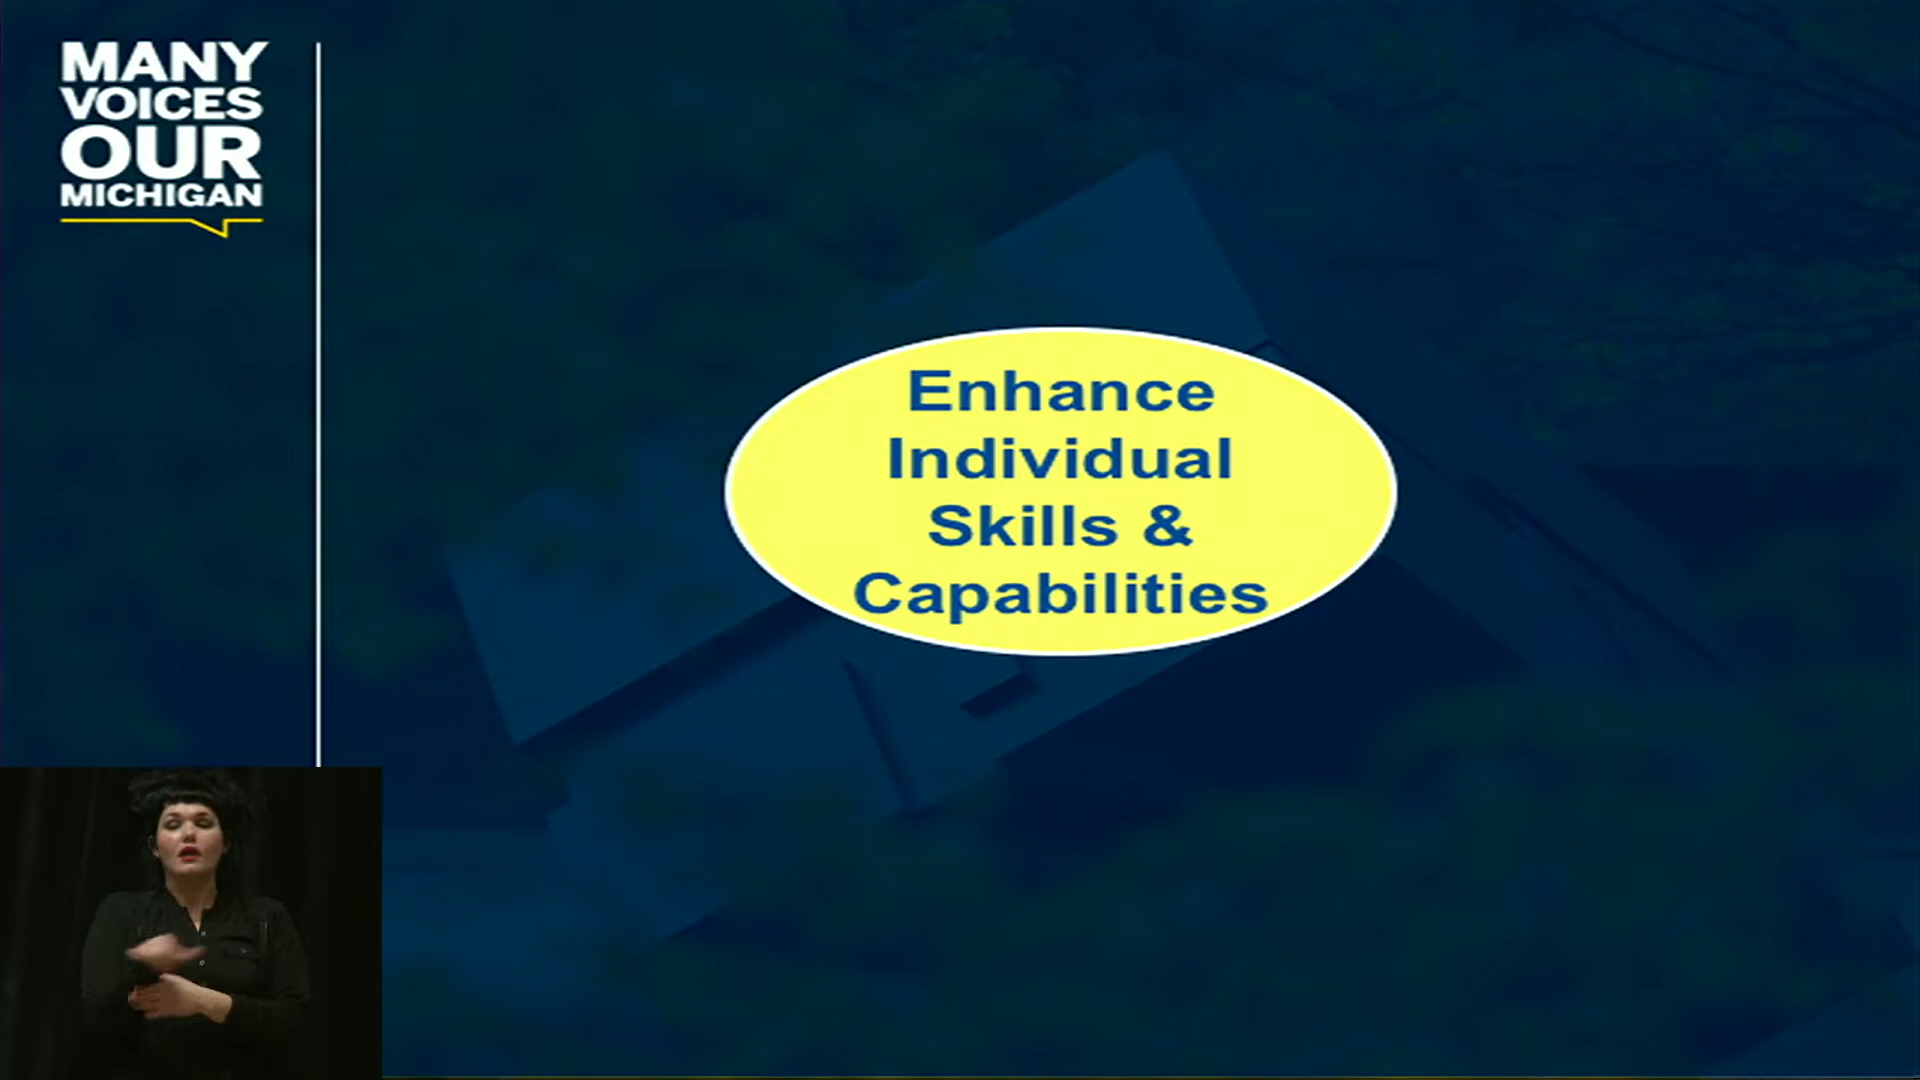 MANY
VOICES
OUR
MICHIGAN
Enhance
Individual
Skills &
Capabilities